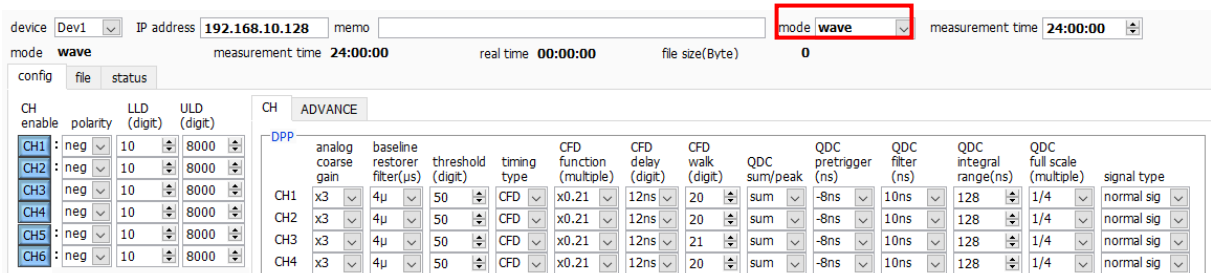 device Dev1 IP address 192.168.10.128 memo mode wave measurement time 24:00:00
mode wave measurement time 24:00:00 real time 00:00:00 file size(Byte) 0
config file status
CH enable polarity LLD (digit) ULD (digit)
CH1 : neg 10 8000
CH2 : neg 10 8000
CH3 : neg 10 8000
CH4 : neg 10 8000
CH5 : neg 10 8000
CH6 : neg 10 8000
CH ADVANCE
DPP
analog coarse gain baseline restorer filter(μs) threshold (digit) timing type CFD function (multiple) CFD delay (digit) CFD walk (digit) QDC sum/peak QDC pretrigger (ns) QDC filter (ns) QDC integral range(ns) QDC full scale (multiple) signal type
CH1 x3 4μ 50 CFD x0.21 12ns 20 sum -8ns 10ns 128 1/4 normal sig
CH2 x3 4μ 50 CFD x0.21 12ns 20 sum -8ns 10ns 128 1/4 normal sig
CH3 x3 4μ 50 CFD x0.21 12ns 21 sum -8ns 10ns 128 1/4 normal sig
CH4 x3 4μ 50 CFD x0.21 12ns 20 sum -8ns 10ns 128 1/4 normal sig